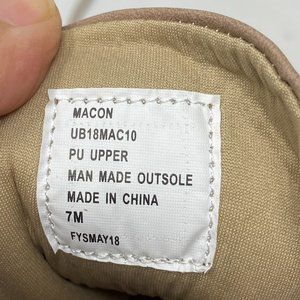 MACON
UB18MAC10
PU UPPER
MAN MADE OUTSOLE
MADE IN CHINA
7M
FYSMAY18